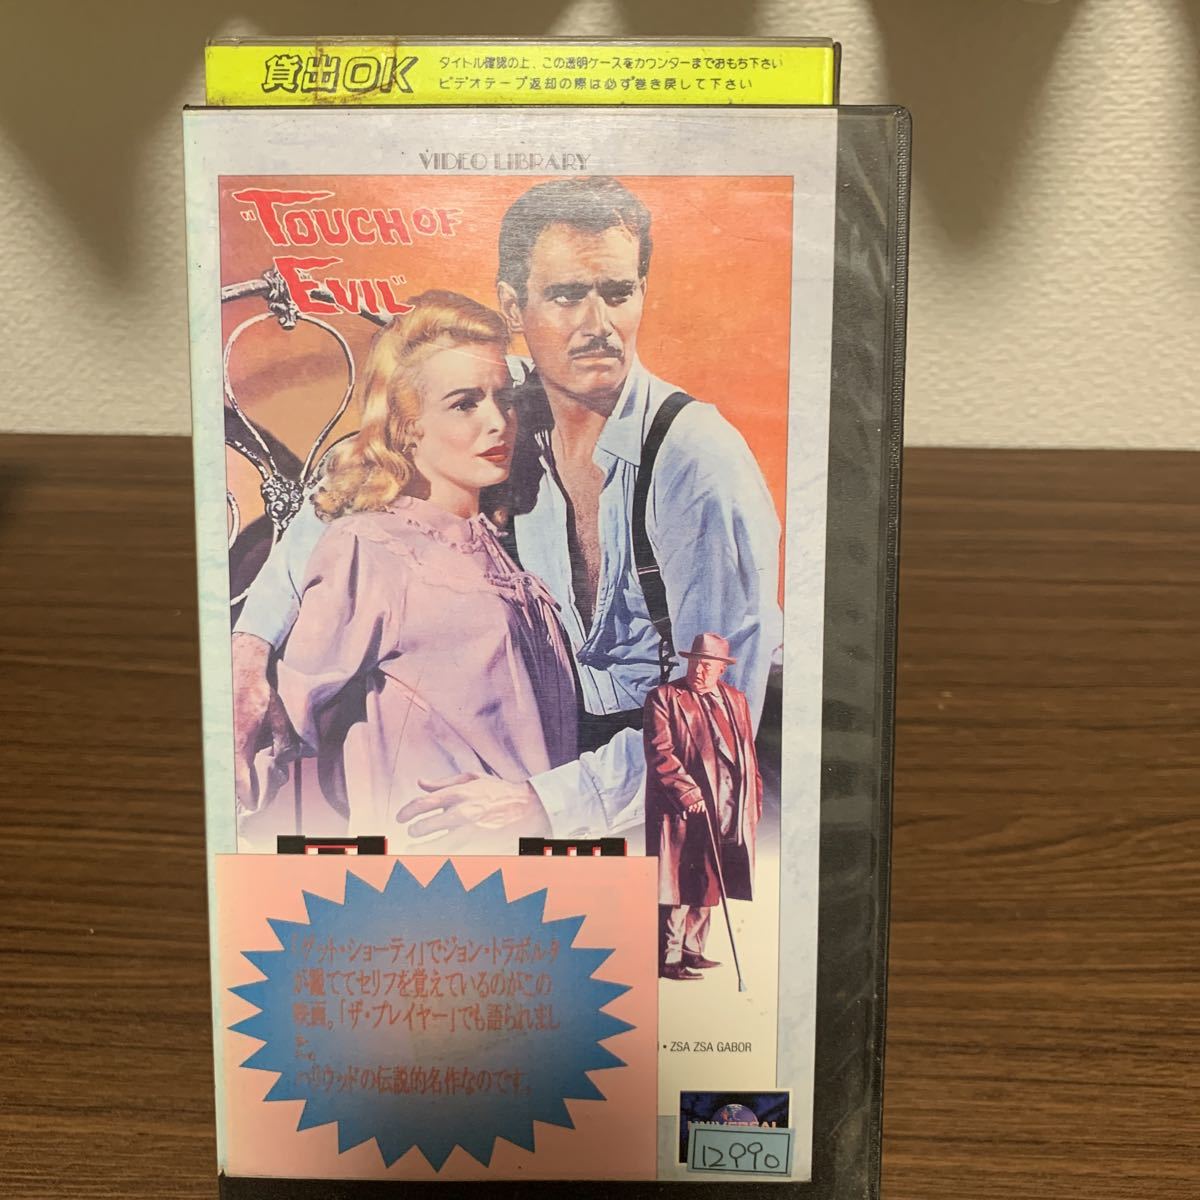 貸出OK
タイトル確認の上、この透明ケースをカウンターまでおもち下さい
ビデオテープ返却の際は必ず巻き戻して下さい
VIDEO LIBRARY
"TOUCH OF
EVIL"
「ゲット・ショーティ」でジョン・トラボルタ
が観ててセリフを覚えているのがこの
映画。「ザ・プレイヤー」でも語られまし
ハリウッドの伝説的名作なのです。
• ZSA ZSA GABOR
UNIVERSAL
12990